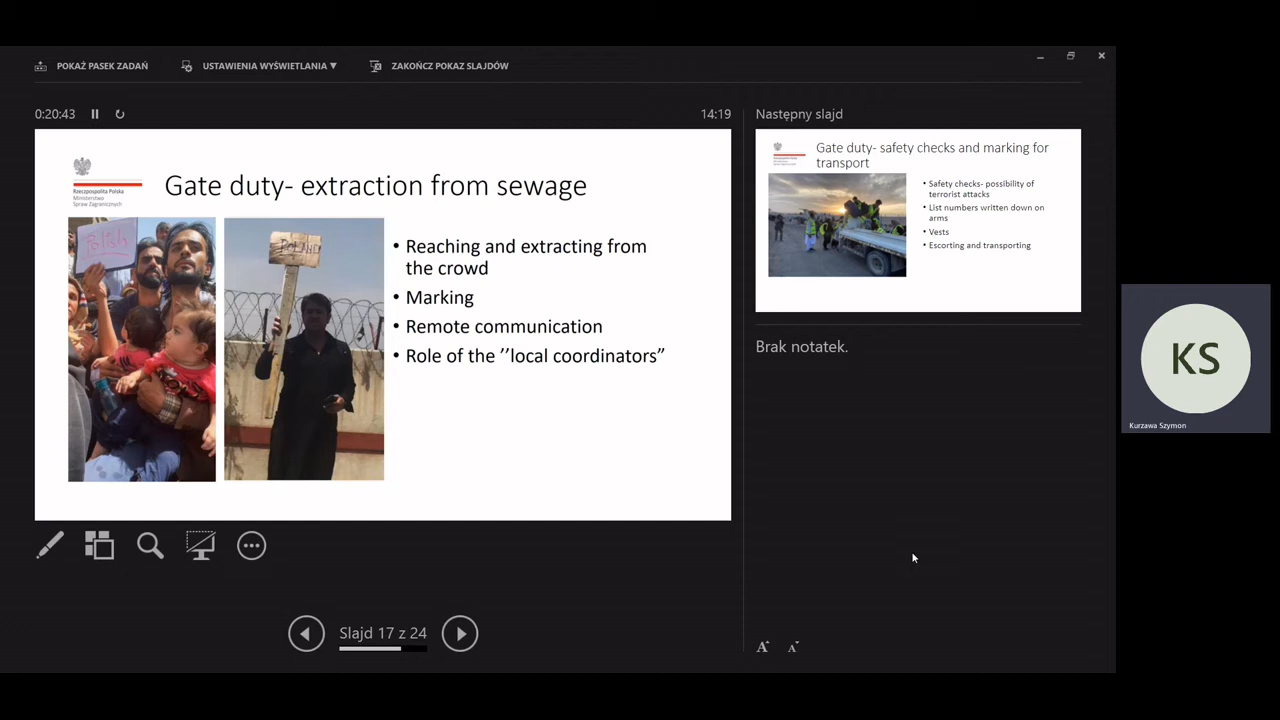 POKAŻ PASEK ZADAŃ
USTAWIENIA WYŚWIETLANIA ▼
ZAKOŃCZ POKAZ SLAJDÓW
0:20:43
14:19
Następny slajd
Rzeczpospolita Polska
Ministerstwo
Spraw Zagranicznych
Gate duty- extraction from sewage
Polish
POLAND
• Reaching and extracting from
the crowd
• Marking
• Remote communication
• Role of the ’’local coordinators”
Gate duty- safety checks and marking for
transport
• Safety checks- possibility of
terrorist attacks
• List numbers written down on
arms
• Vests
• Escorting and transporting
Brak notatek.
KS
Kurzawa Szymon
Slajd 17 z 24
A A